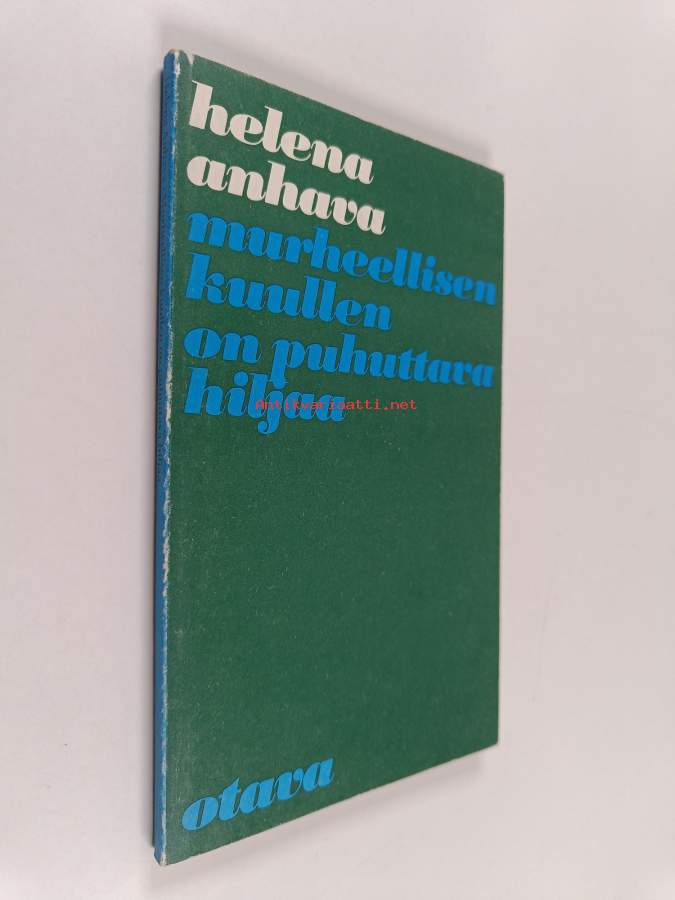 helena
anhava
murheellisen
kuullen
on puhuttava
hiljaa
Antikvariaatti.net
otava